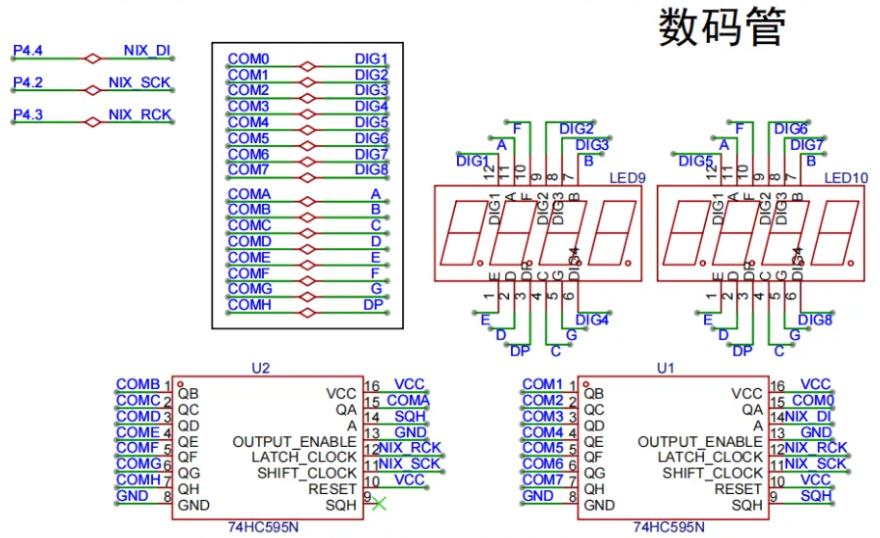 数码管
P4.4 NIX_DI
P4.2 NIX_SCK
P4.3 NIX_RCK
COM0 DIG1
COM1 DIG2
COM2 DIG3
COM3 DIG4
COM4 DIG5
COM5 DIG6
COM6 DIG7
COM7 DIG8
COMA A
COMB B
COMC C
COMD D
COME E
COMF F
COMG G
COMH DP
F DIG2
A DIG3
DIG1 B
12 11 10 9 8 7
LED9
DIG1 A F DIG2 DIG3 B
E D DP C G DIG4
1 2 3 4 5 6
E DIG4
D G
DP C
F DIG6
A DIG7
DIG5 B
12 11 10 9 8 7
LED10
DIG1 A F DIG2 DIG3 B
E D DP C G DIG4
1 2 3 4 5 6
E DIG8
D G
DP C
U2
COMB 1 QB VCC 16 VCC
COMC 2 QC QA 15 COMA
COMD 3 QD A 14 SQH
COME 4 QE OUTPUT_ENABLE 13 GND
COMF 5 QF LATCH_CLOCK 12 NIX_RCK
COMG 6 QG SHIFT_CLOCK 11 NIX_SCK
COMH 7 QH RESET 10 VCC
GND 8 GND SQH 9
74HC595N
U1
COM1 1 QB VCC 16 VCC
COM2 2 QC QA 15 COM0
COM3 3 QD A 14 NIX_DI
COM4 4 QE OUTPUT_ENABLE 13 GND
COM5 5 QF LATCH_CLOCK 12 NIX_RCK
COM6 6 QG SHIFT_CLOCK 11 NIX_SCK
COM7 7 QH RESET 10 VCC
GND 8 GND SQH 9 SQH
74HC595N